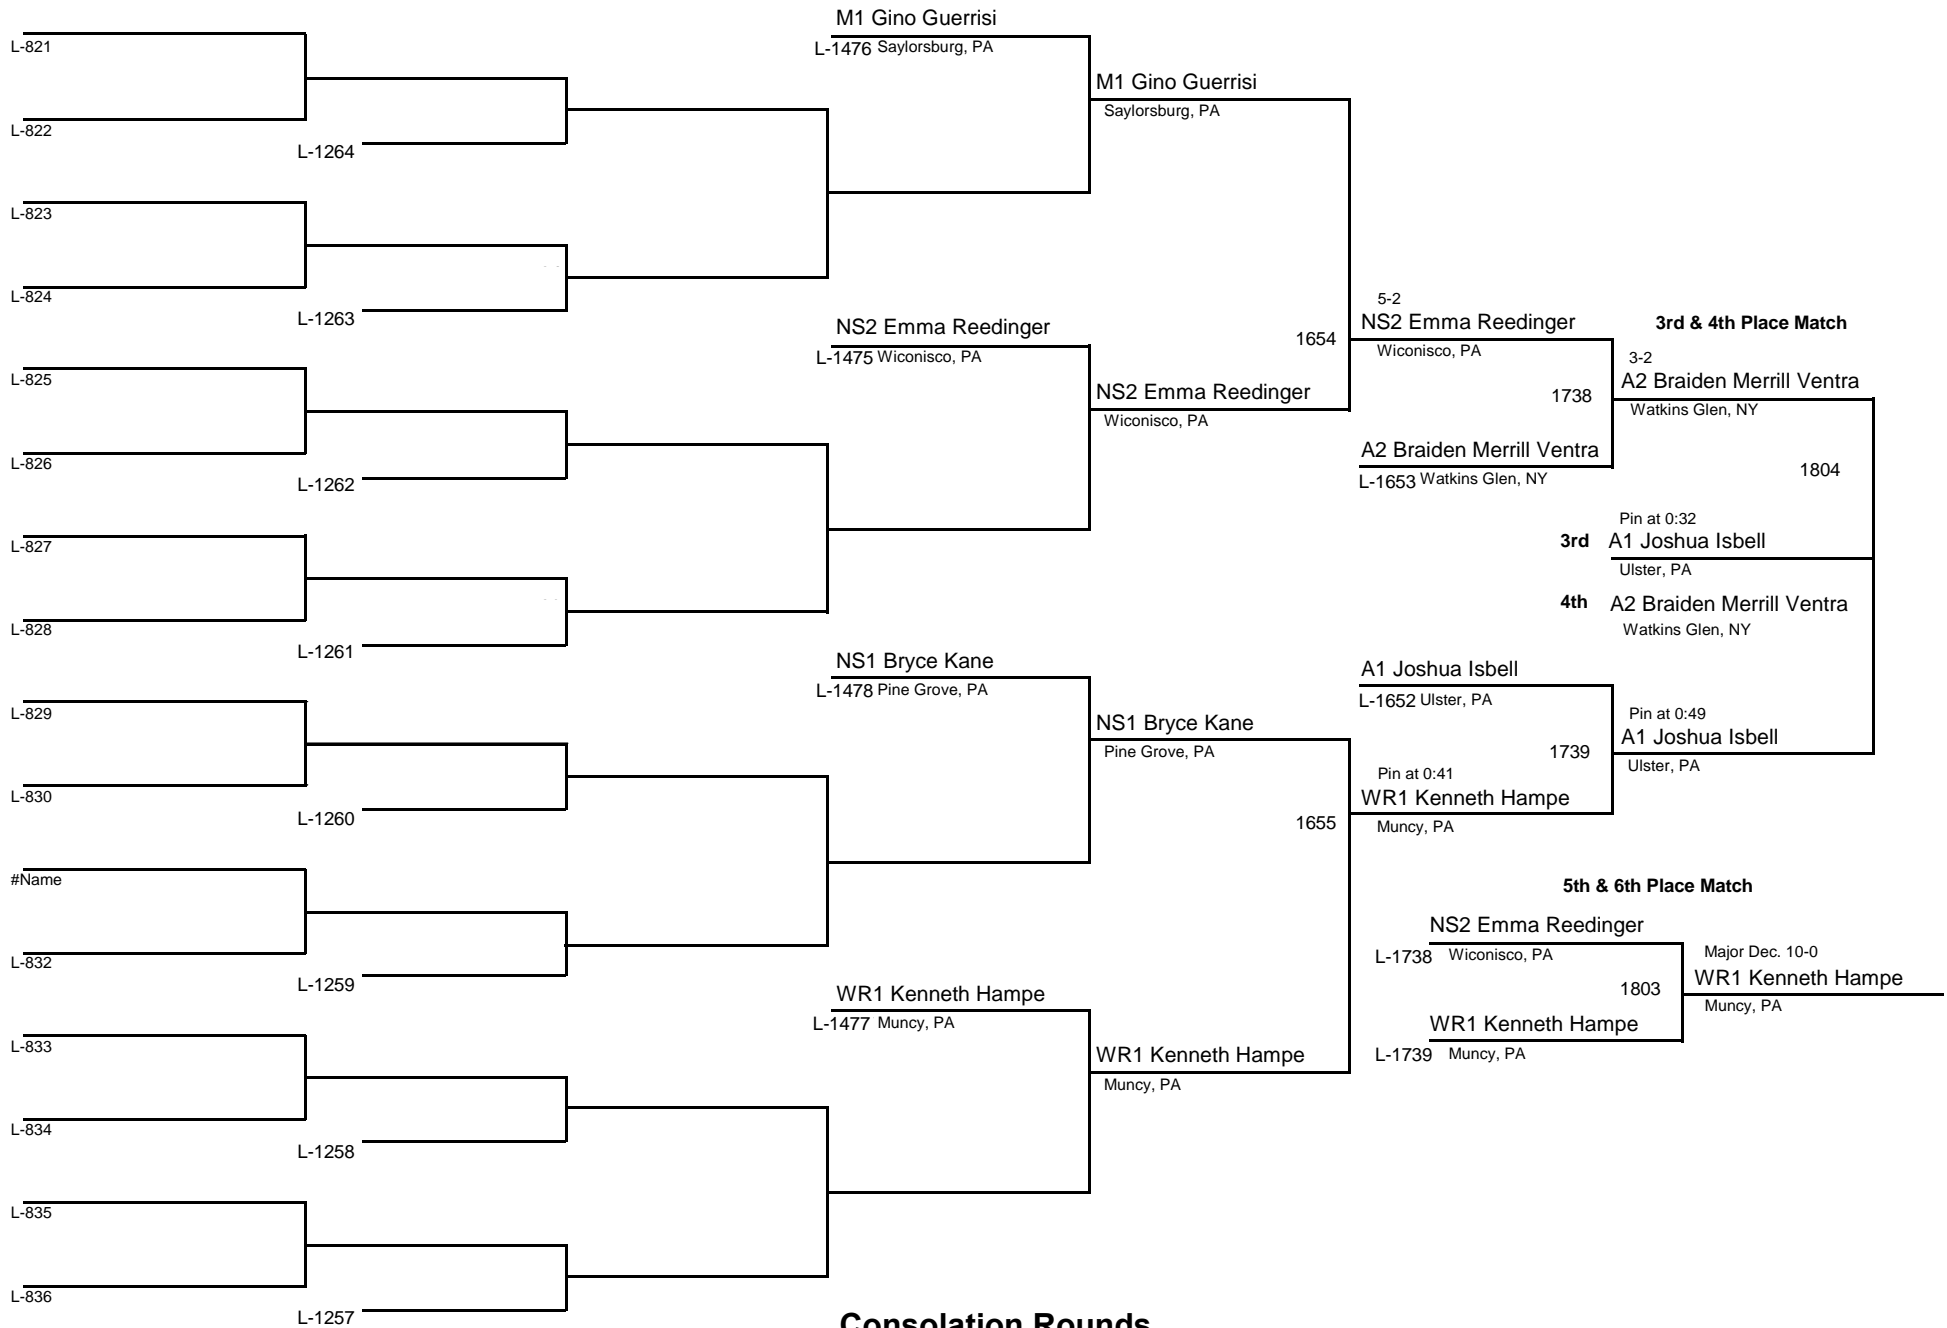 M1 Gino Guerrisi
L-821
L-1476 Saylorsburg, PA
M1 Gino Guerrisi
Saylorsburg, PA
L-822
L-1264
L-823
L-824
5-2
L-1263
NS2 Emma Reedinger
NS2 Emma Reedinger
3rd & 4th Place Match
1654
L-1475 Wiconisco, PA
Wiconisco, PA
3-2
L-825
A2 Braiden Merrill Ventra
NS2 Emma Reedinger
1738
Watkins Glen, NY
Wiconisco, PA
A2 Braiden Merrill Ventra
L-826
1804
L-1262
L-1653 Watkins Glen, NY
Pin at 0:32
L-827
3rd A1 Joshua Isbell
Ulster, PA
4th A2 Braiden Merrill Ventra
L-828
Watkins Glen, NY
L-1261
NS1 Bryce Kane
A1 Joshua Isbell
L-1478 Pine Grove, PA
L-1652 Ulster, PA
L-829
Pin at 0:49
NS1 Bryce Kane
A1 Joshua Isbell
Pine Grove, PA
1739
Ulster, PA
Pin at 0:41
L-830
WR1 Kenneth Hampe
L-1260
1655
Muncy, PA
#Name
5th & 6th Place Match
NS2 Emma Reedinger
L-832
L-1738 Wiconisco, PA
Major Dec. 10-0
L-1259
WR1 Kenneth Hampe
1803
WR1 Kenneth Hampe
Muncy, PA
L-1477 Muncy, PA
WR1 Kenneth Hampe
L-833
WR1 Kenneth Hampe
L-1739 Muncy, PA
Muncy, PA
L-834
L-1258
L-835
L-836
L-1257
Consolation Rounds